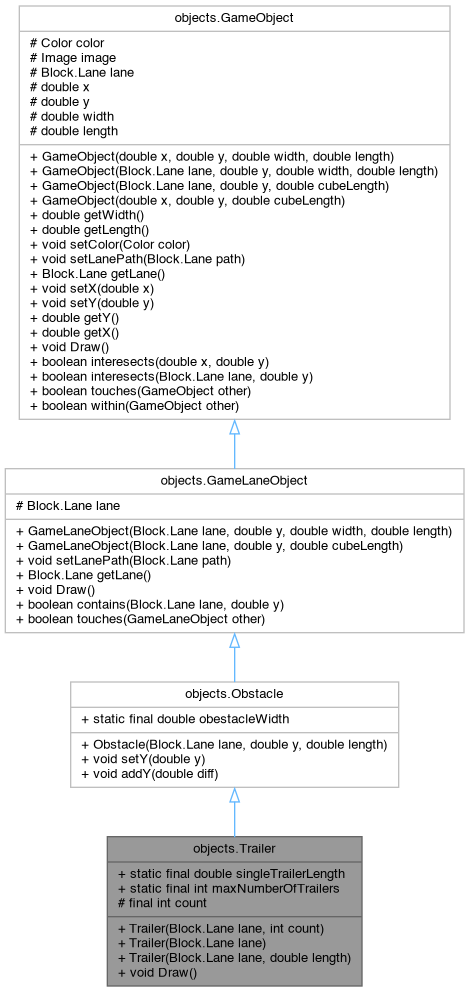 objects.GameObject
# Color color
# Image image
# Block.Lane lane
# double x
# double y
# double width
# double length
+ GameObject(double x, double y, double width, double length)
+ GameObject(Block.Lane lane, double y, double width, double length)
+ GameObject(Block.Lane lane, double y, double cubeLength)
+ GameObject(double x, double y, double cubeLength)
+ double getWidth()
+ double getLength()
+ void setColor(Color color)
+ void setLanePath(Block.Lane path)
+ Block.Lane getLane()
+ void setX(double x)
+ void setY(double y)
+ double getY()
+ double getX()
+ void Draw()
+ boolean interesects(double x, double y)
+ boolean interesects(Block.Lane lane, double y)
+ boolean touches(GameObject other)
+ boolean within(GameObject other)
objects.GameLaneObject
# Block.Lane lane
+ GameLaneObject(Block.Lane lane, double y, double width, double length)
+ GameLaneObject(Block.Lane lane, double y, double cubeLength)
+ void setLanePath(Block.Lane path)
+ Block.Lane getLane()
+ void Draw()
+ boolean contains(Block.Lane lane, double y)
+ boolean touches(GameLaneObject other)
objects.Obstacle
+ static final double obestacleWidth
+ Obstacle(Block.Lane lane, double y, double length)
+ void setY(double y)
+ void addY(double diff)
objects.Trailer
+ static final double singleTrailerLength
+ static final int maxNumberOfTrailers
# final int count
+ Trailer(Block.Lane lane, int count)
+ Trailer(Block.Lane lane)
+ Trailer(Block.Lane lane, double length)
+ void Draw()